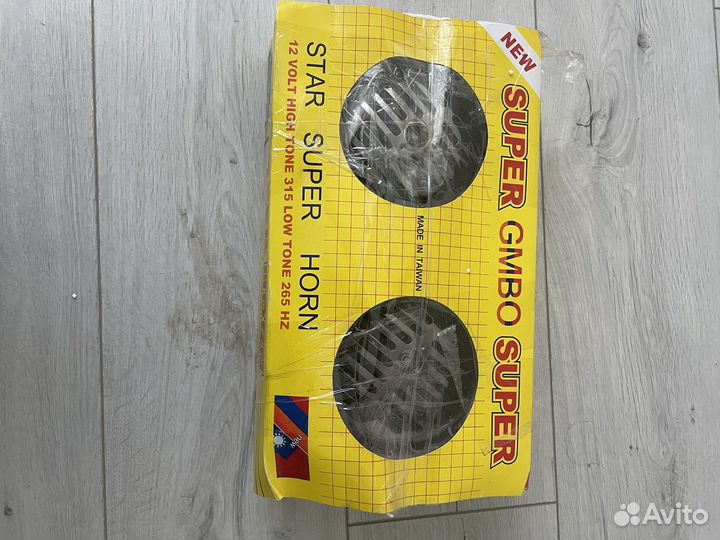 NEW
SUPER GMBO SUPER
MADE IN TAIWAN
STAR SUPER HORN
12 VOLT HIGH TONE 315 LOW TONE 265 HZ
Avito